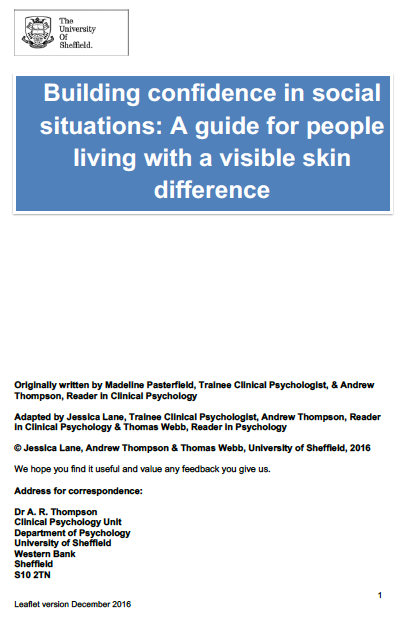 The
University
Of
Sheffield.
Building confidence in social
situations: A guide for people
living with a visible skin
difference
Originally written by Madeline Pasterfield, Trainee Clinical Psychologist, & Andrew
Thompson, Reader in Clinical Psychology
Adapted by Jessica Lane, Trainee Clinical Psychologist, Andrew Thompson, Reader
in Clinical Psychology & Thomas Webb, Reader in Psychology
© Jessica Lane, Andrew Thompson & Thomas Webb, University of Sheffield, 2016
We hope you find it useful and value any feedback you give us.
Address for correspondence:
Dr A. R. Thompson
Clinical Psychology Unit
Department of Psychology
University of Sheffield
Western Bank
Sheffield
S10 2TN
1
Leaflet version December 2016